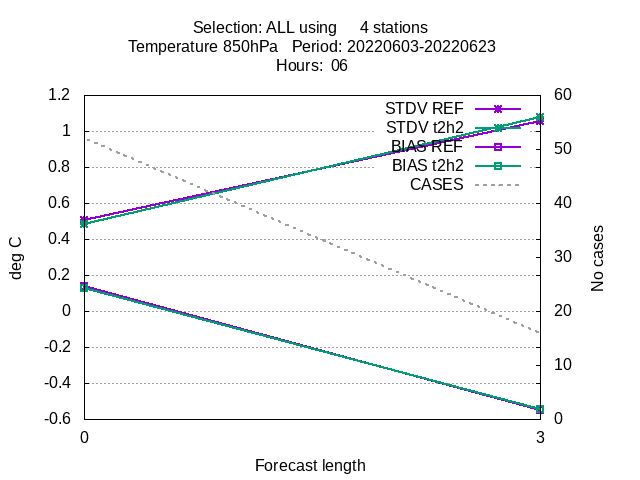 Selection: ALL using      4 stations
Temperature 850hPa   Period: 20220603-20220623
Hours:  06
STDV REF
STDV t2h2
BIAS REF
BIAS t2h2
CASES
1.2
1
0.8
0.6
0.4
0.2
0
-0.2
-0.4
-0.6
60
50
40
30
20
10
0
deg C
No cases
0
3
Forecast length